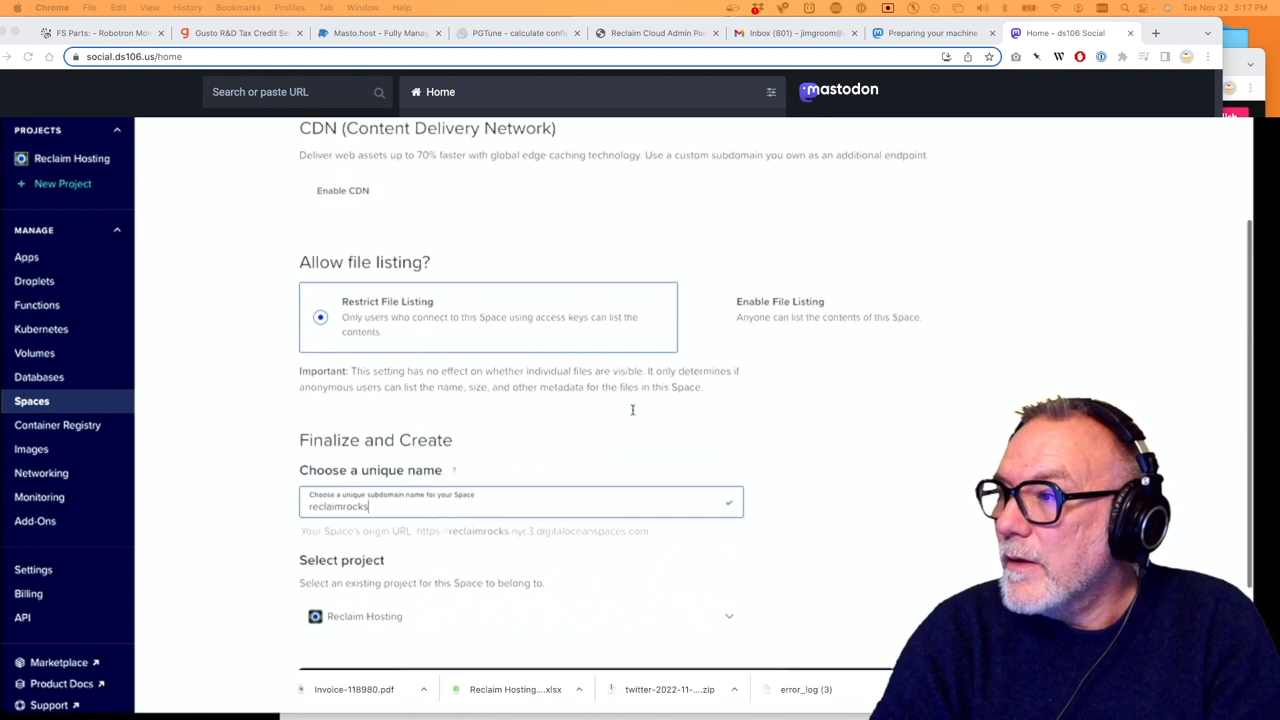 Chrome File Edit View History Bookmarks Profiles Tab Window Help Tue Nov 22 3:17 PM
FS Parts: - Robotron Mon Gusto R&D Tax Credit Se Masto.host - Fully Manag PGTune - calculate config Reclaim Cloud Admin Pa Inbox (801) - jimgroom@ Preparing your machine Home - ds106 Social
social.ds106.us/home
Search or paste URL Home mastodon
PROJECTS
Reclaim Hosting
+ New Project
MANAGE
Apps
Droplets
Functions
Kubernetes
Volumes
Databases
Spaces
Container Registry
Images
Networking
Monitoring
Add-Ons
Settings
Billing
API
Marketplace
Product Docs
Support
CDN (Content Delivery Network)
Deliver web assets up to 70% faster with global edge caching technology. Use a custom subdomain you own as an additional endpoint.
Enable CDN
Allow file listing?
Restrict File Listing
Only users who connect to this Space using access keys can list the
contents.
Enable File Listing
Anyone can list the contents of this Space.
Important: This setting has no effect on whether individual files are visible. It only determines if
anonymous users can list the name, size, and other metadata for the files in this Space.
Finalize and Create
Choose a unique name ?
Choose a unique subdomain name for your Space
reclaimrocks
Your Space's origin URL https://reclaimrocks.nyc3.digitaloceanspaces.com
Select project
Select an existing project for this Space to belong to.
Reclaim Hosting
Invoice-118980.pdf Reclaim Hosting....xlsx twitter-2022-11-....zip error_log (3)